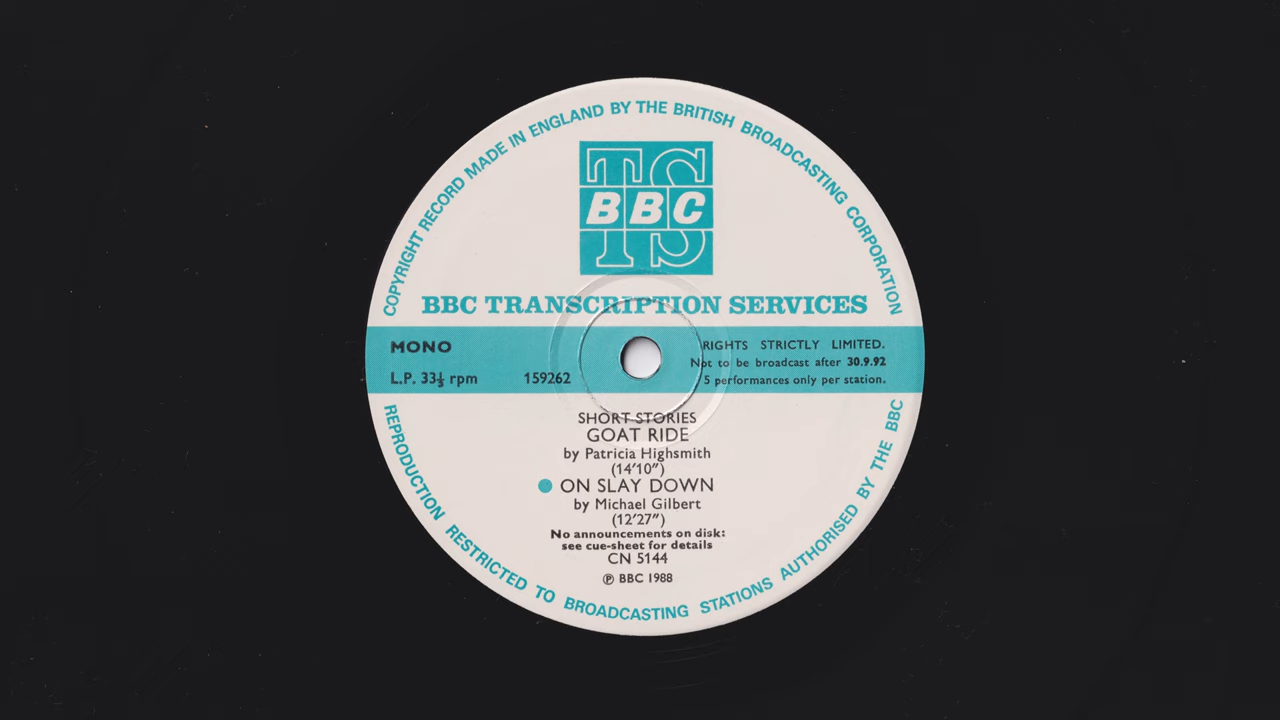 COPYRIGHT RECORD MADE IN ENGLAND BY THE BRITISH BROADCASTING CORPORATION
TS
BBC
BBC TRANSCRIPTION SERVICES
MONO
L.P. 33⅓ rpm
159262
RIGHTS STRICTLY LIMITED.
Not to be broadcast after 30.9.92
5 performances only per station.
SHORT STORIES
GOAT RIDE
by Patricia Highsmith
(14′10″)
ON SLAY DOWN
by Michael Gilbert
(12′27″)
No announcements on disk:
see cue-sheet for details
CN 5144
℗ BBC 1988
REPRODUCTION RESTRICTED TO BROADCASTING STATIONS AUTHORISED BY THE BBC